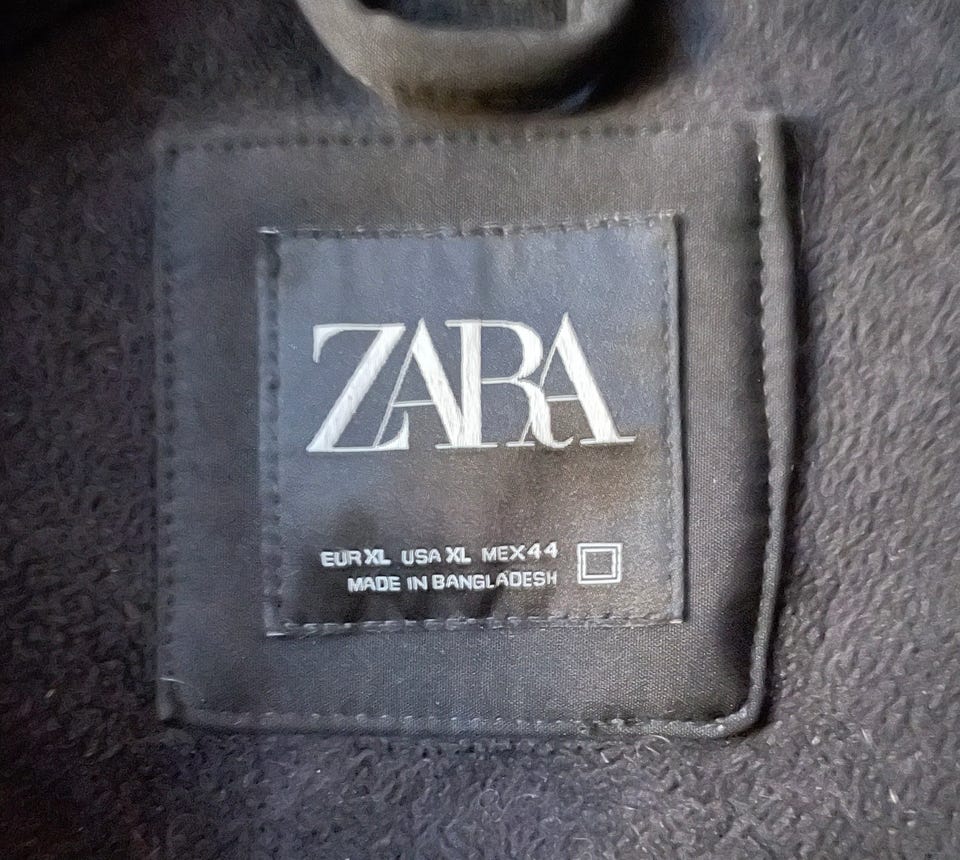 ZARA
EUR XL USA XL MEX 44
MADE IN BANGLADESH